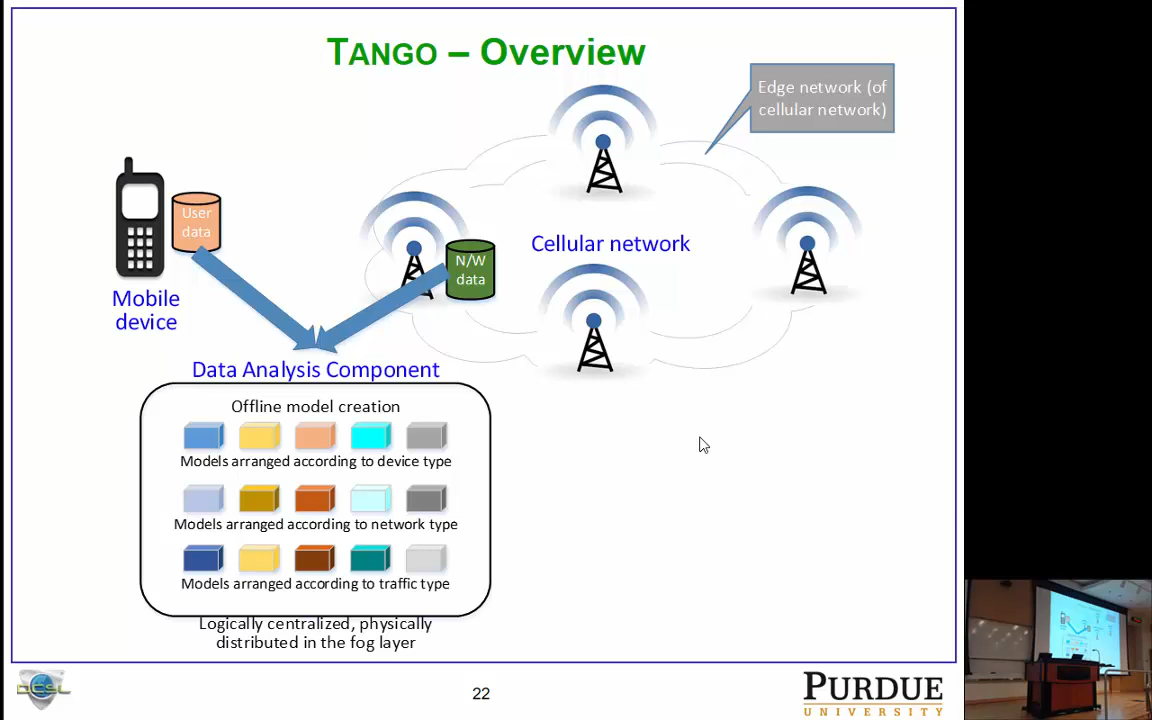 TANGO – Overview
Edge network (of
cellular network)
User
data
N/W
data
Cellular network
Mobile
device
Data Analysis Component
Offline model creation
Models arranged according to device type
Models arranged according to network type
Models arranged according to traffic type
Logically centralized, physically
distributed in the fog layer
DCSL
22
PURDUE
UNIVERSITY